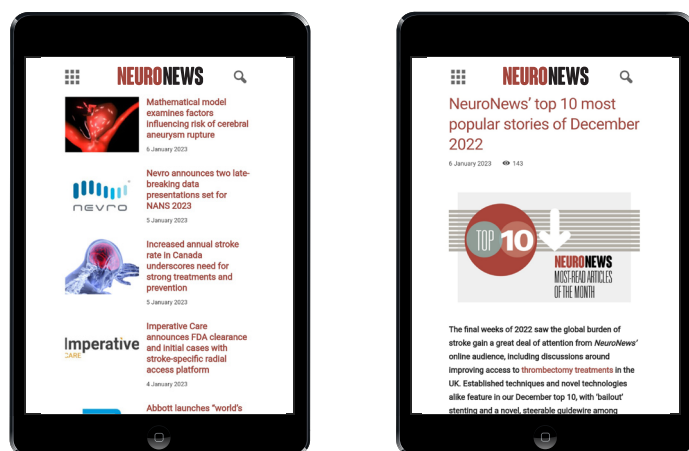 NEURONEWS
Mathematical model
examines factors
influencing risk of cerebral
aneurysm rupture
6 January 2023
nevro
Nevro announces two late-
breaking data
presentations set for
NANS 2023
5 January 2023
Increased annual stroke
rate in Canada
underscores need for
strong treatments and
prevention
5 January 2023
Imperative
CARE
Imperative Care
announces FDA clearance
and initial cases with
stroke-specific radial
access platform
4 January 2023
Abbott launches “world’s
NEURONEWS
NeuroNews’ top 10 most
popular stories of December
2022
6 January 2023 143
TOP 10
NEURONEWS
MOST-READ ARTICLES
OF THE MONTH
The final weeks of 2022 saw the global burden of
stroke gain a great deal of attention from NeuroNews’
online audience, including discussions around
improving access to thrombectomy treatments in the
UK. Established techniques and novel technologies
alike feature in our December top 10, with ‘bailout’
stenting and a novel, steerable guidewire among